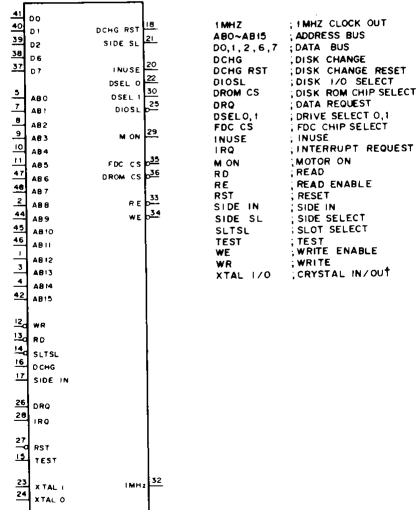 41 D0
40 D1 DCHG RST 18
39 D2 SIDE SL 21
38 D6
37 D7 INUSE 20
DSEL 0 22
5 AB0 DSEL 1 30
7 AB1 DIOSL 25
8 AB2
9 AB3 M ON 29
10 AB4
11 AB5 FDC CS 35
47 AB6 DROM CS 36
48 AB7
2 AB8 RE 33
44 AB9 WE 34
45 AB10
46 AB11
1 AB12
3 AB13
4 AB14
42 AB15
12 WR
13 RD
14 SLTSL
16 DCHG
17 SIDE IN
26 DRQ
28 IRQ
27 RST
15 TEST
23 XTAL I 1MHz 32
24 XTAL O
1MHZ ; 1MHZ CLOCK OUT
AB0~AB15 ; ADDRESS BUS
D0,1,2,6,7 ; DATA BUS
DCHG ; DISK CHANGE
DCHG RST ; DISK CHANGE RESET
DIOSL ; DISK I/O SELECT
DROM CS ; DISK ROM CHIP SELECT
DRQ ; DATA REQUEST
DSEL0,1 ; DRIVE SELECT 0,1
FDC CS ; FDC CHIP SELECT
INUSE ; INUSE
IRQ ; INTERRUPT REQUEST
M ON ; MOTOR ON
RD ; READ
RE ; READ ENABLE
RST ; RESET
SIDE IN ; SIDE IN
SIDE SL ; SIDE SELECT
SLTSL ; SLOT SELECT
TEST ; TEST
WE ; WRITE ENABLE
WR ; WRITE
XTAL I/O ; CRYSTAL IN/OUT